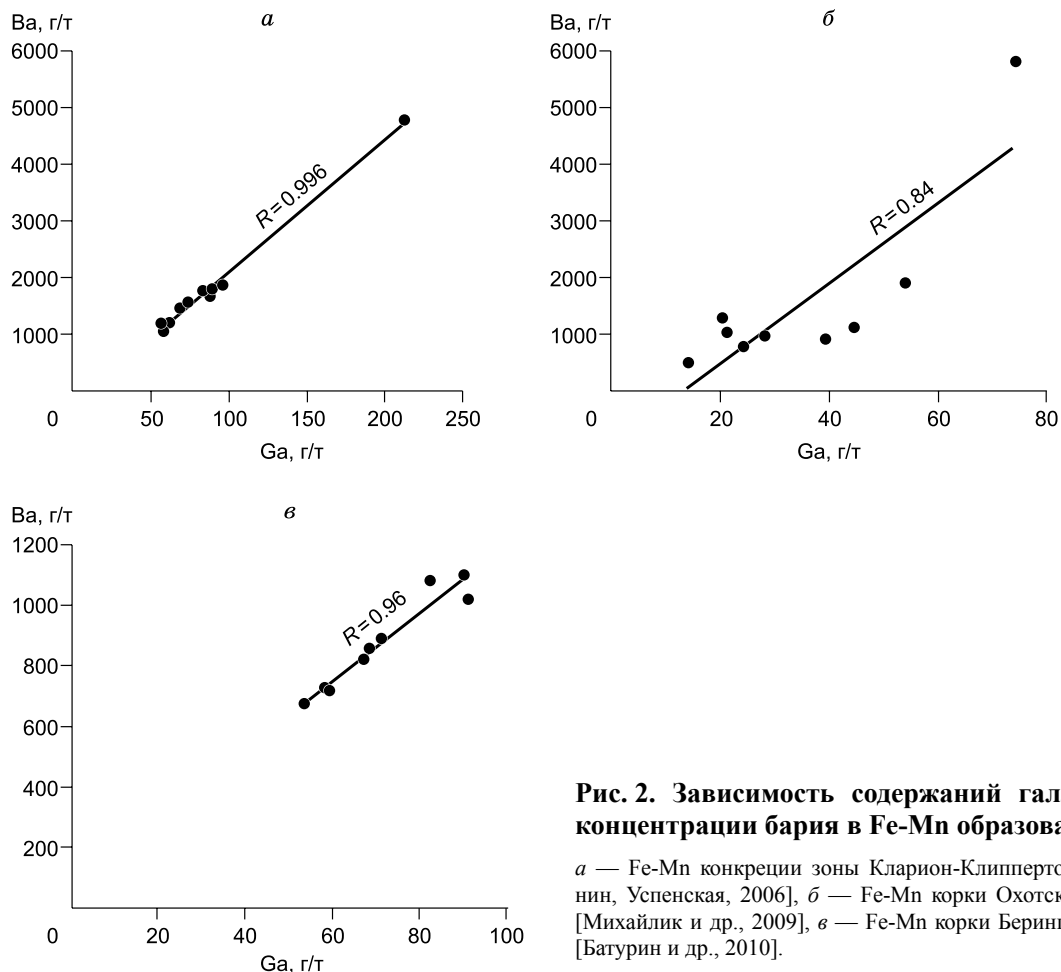 Ba, г/т
а
6000
5000
4000
3000
2000
1000
0
50
100
150
200
250
Ga, г/т
R = 0.996
Ba, г/т
б
6000
5000
4000
3000
2000
1000
0
20
40
60
80
Ga, г/т
R = 0.84
Ba, г/т
в
1200
1000
800
600
400
200
0
20
40
60
80
100
Ga, г/т
R = 0.96
Рис. 2. Зависимость содержаний гал
концентрации бария в Fe-Mn образова
а — Fe-Mn конкреции зоны Кларион-Клипперто
нин, Успенская, 2006], б — Fe-Mn корки Охотск
[Михайлик и др., 2009], в — Fe-Mn корки Беринг
[Батурин и др., 2010].